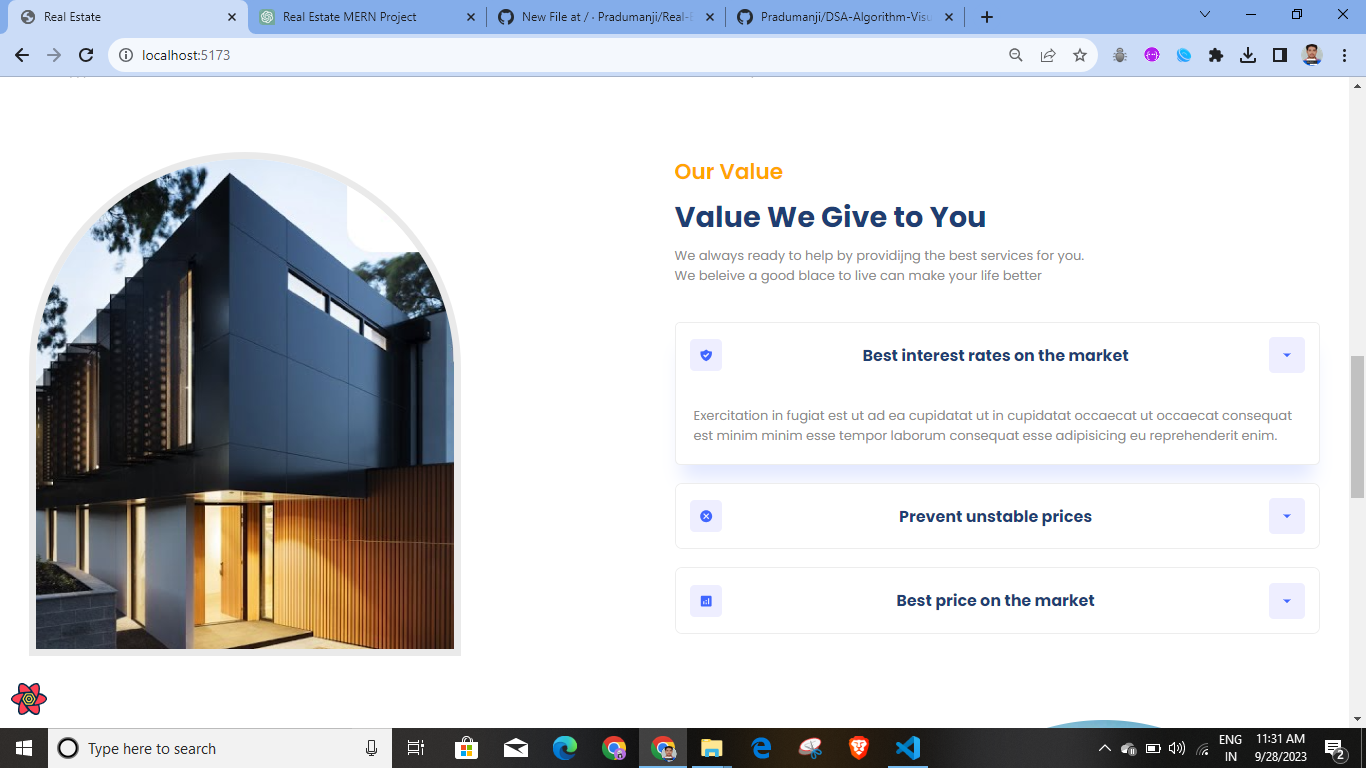 Real Estate
Real Estate MERN Project
New File at / · Pradumanji/Real-E
Pradumanji/DSA-Algorithm-Visu
localhost:5173
Our Value
Value We Give to You
We always ready to help by providijng the best services for you.
We beleive a good blace to live can make your life better
Best interest rates on the market
Exercitation in fugiat est ut ad ea cupidatat ut in cupidatat occaecat ut occaecat consequat
est minim minim esse tempor laborum consequat esse adipisicing eu reprehenderit enim.
Prevent unstable prices
Best price on the market
Type here to search
ENG
IN
11:31 AM
9/28/2023
2